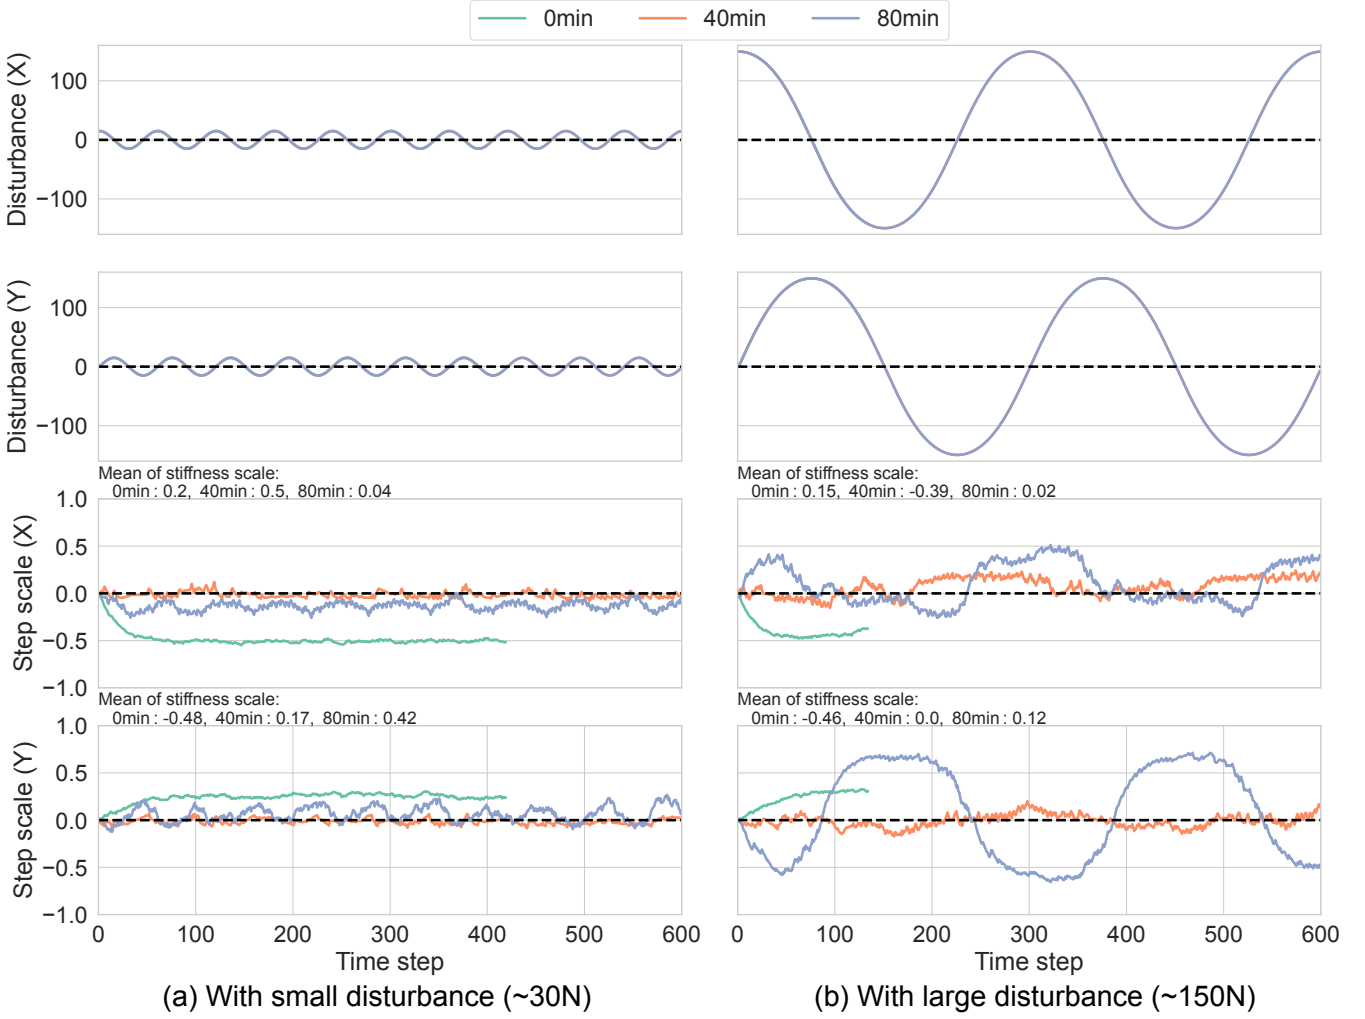 0min 40min 80min
Disturbance (X)
100
0
−100
Disturbance (Y)
100
0
−100
Mean of stiffness scale:
0min : 0.2, 40min : 0.5, 80min : 0.04
Mean of stiffness scale:
0min : 0.15, 40min : -0.39, 80min : 0.02
Step scale (X)
1.0
0.5
0.0
−0.5
−1.0
Mean of stiffness scale:
0min : -0.48, 40min : 0.17, 80min : 0.42
Mean of stiffness scale:
0min : -0.46, 40min : 0.0, 80min : 0.12
Step scale (Y)
1.0
0.5
0.0
−0.5
−1.0
0 100 200 300 400 500 600
0 100 200 300 400 500 600
Time step
Time step
(a) With small disturbance (~30N)
(b) With large disturbance (~150N)